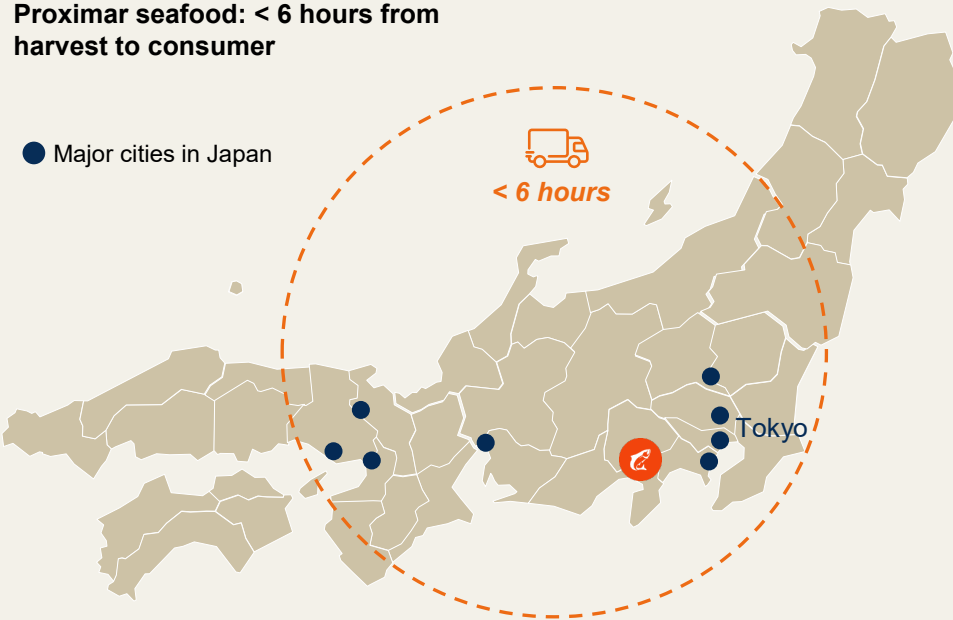 Proximar seafood: < 6 hours from
harvest to consumer
Major cities in Japan
< 6 hours
Tokyo